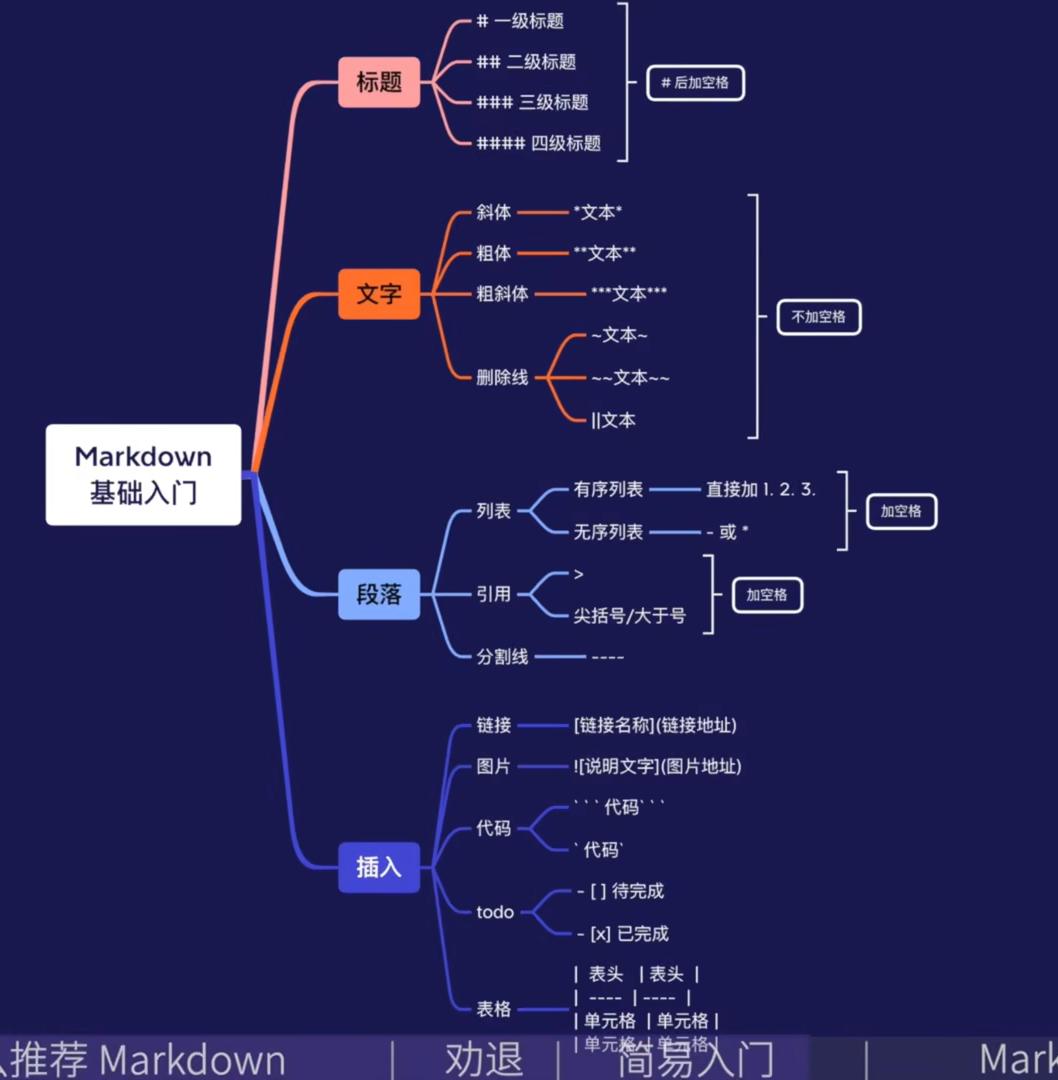 Markdown
基础入门
标题
# 一级标题
## 二级标题
### 三级标题
#### 四级标题
# 后加空格
文字
斜体
*文本*
粗体
**文本**
粗斜体
***文本***
删除线
~文本~
~~文本~~
||文本
不加空格
段落
列表
有序列表
直接加 1. 2. 3.
无序列表
- 或 *
加空格
引用
>
尖括号/大于号
加空格
分割线
----
插入
链接
[链接名称](链接地址)
图片
![说明文字](图片地址)
代码
` ` ` 代码` ` `
` 代码`
todo
- [ ] 待完成
- [x] 已完成
表格
| 表头 | 表头 |
| ---- | ---- |
| 单元格 | 单元格 |
| 单元格 | 单元格 |
推荐 Markdown | 劝退 | 简易入门 | Mark